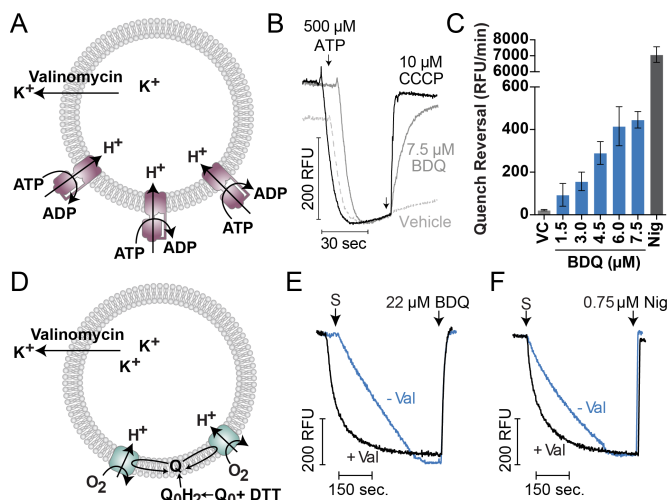 A
Valinomycin
K⁺
K⁺
H⁺
H⁺
H⁺
ATP
ADP
ATP
ADP
ATP
ADP
B
500 µM
ATP
10 µM
CCCP
7.5 µM
BDQ
Vehicle
200 RFU
30 sec
C
Quench Reversal (RFU/min)
8000
7000
6000
600
400
200
0
VC
1.5
3.0
4.5
6.0
7.5
Nig
BDQ (µM)
D
Valinomycin
K⁺
K⁺
K⁺
H⁺
H⁺
O₂
Q
O₂
Q₀H₂←Q₀+ DTT
E
S
22 µM BDQ
- Val
+ Val
200 RFU
150 sec.
F
S
0.75 µM Nig
- Val
+ Val
200 RFU
150 sec.